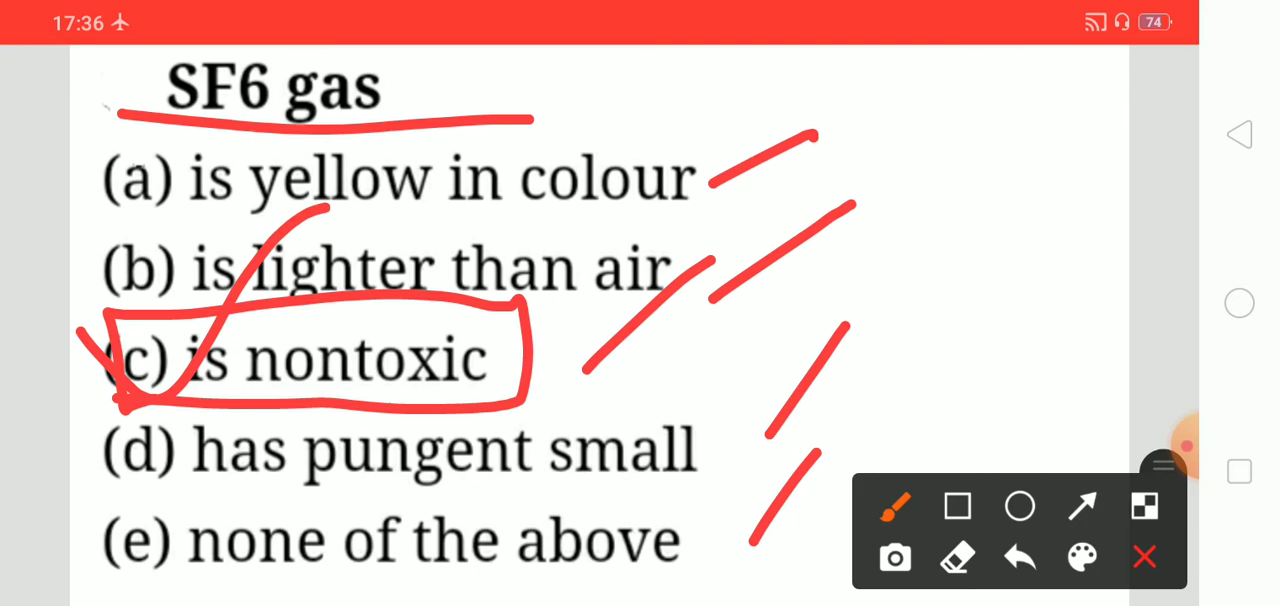 17:36
74
SF6 gas
(a) is yellow in colour
(b) is lighter than air
(c) is nontoxic
(d) has pungent small
(e) none of the above